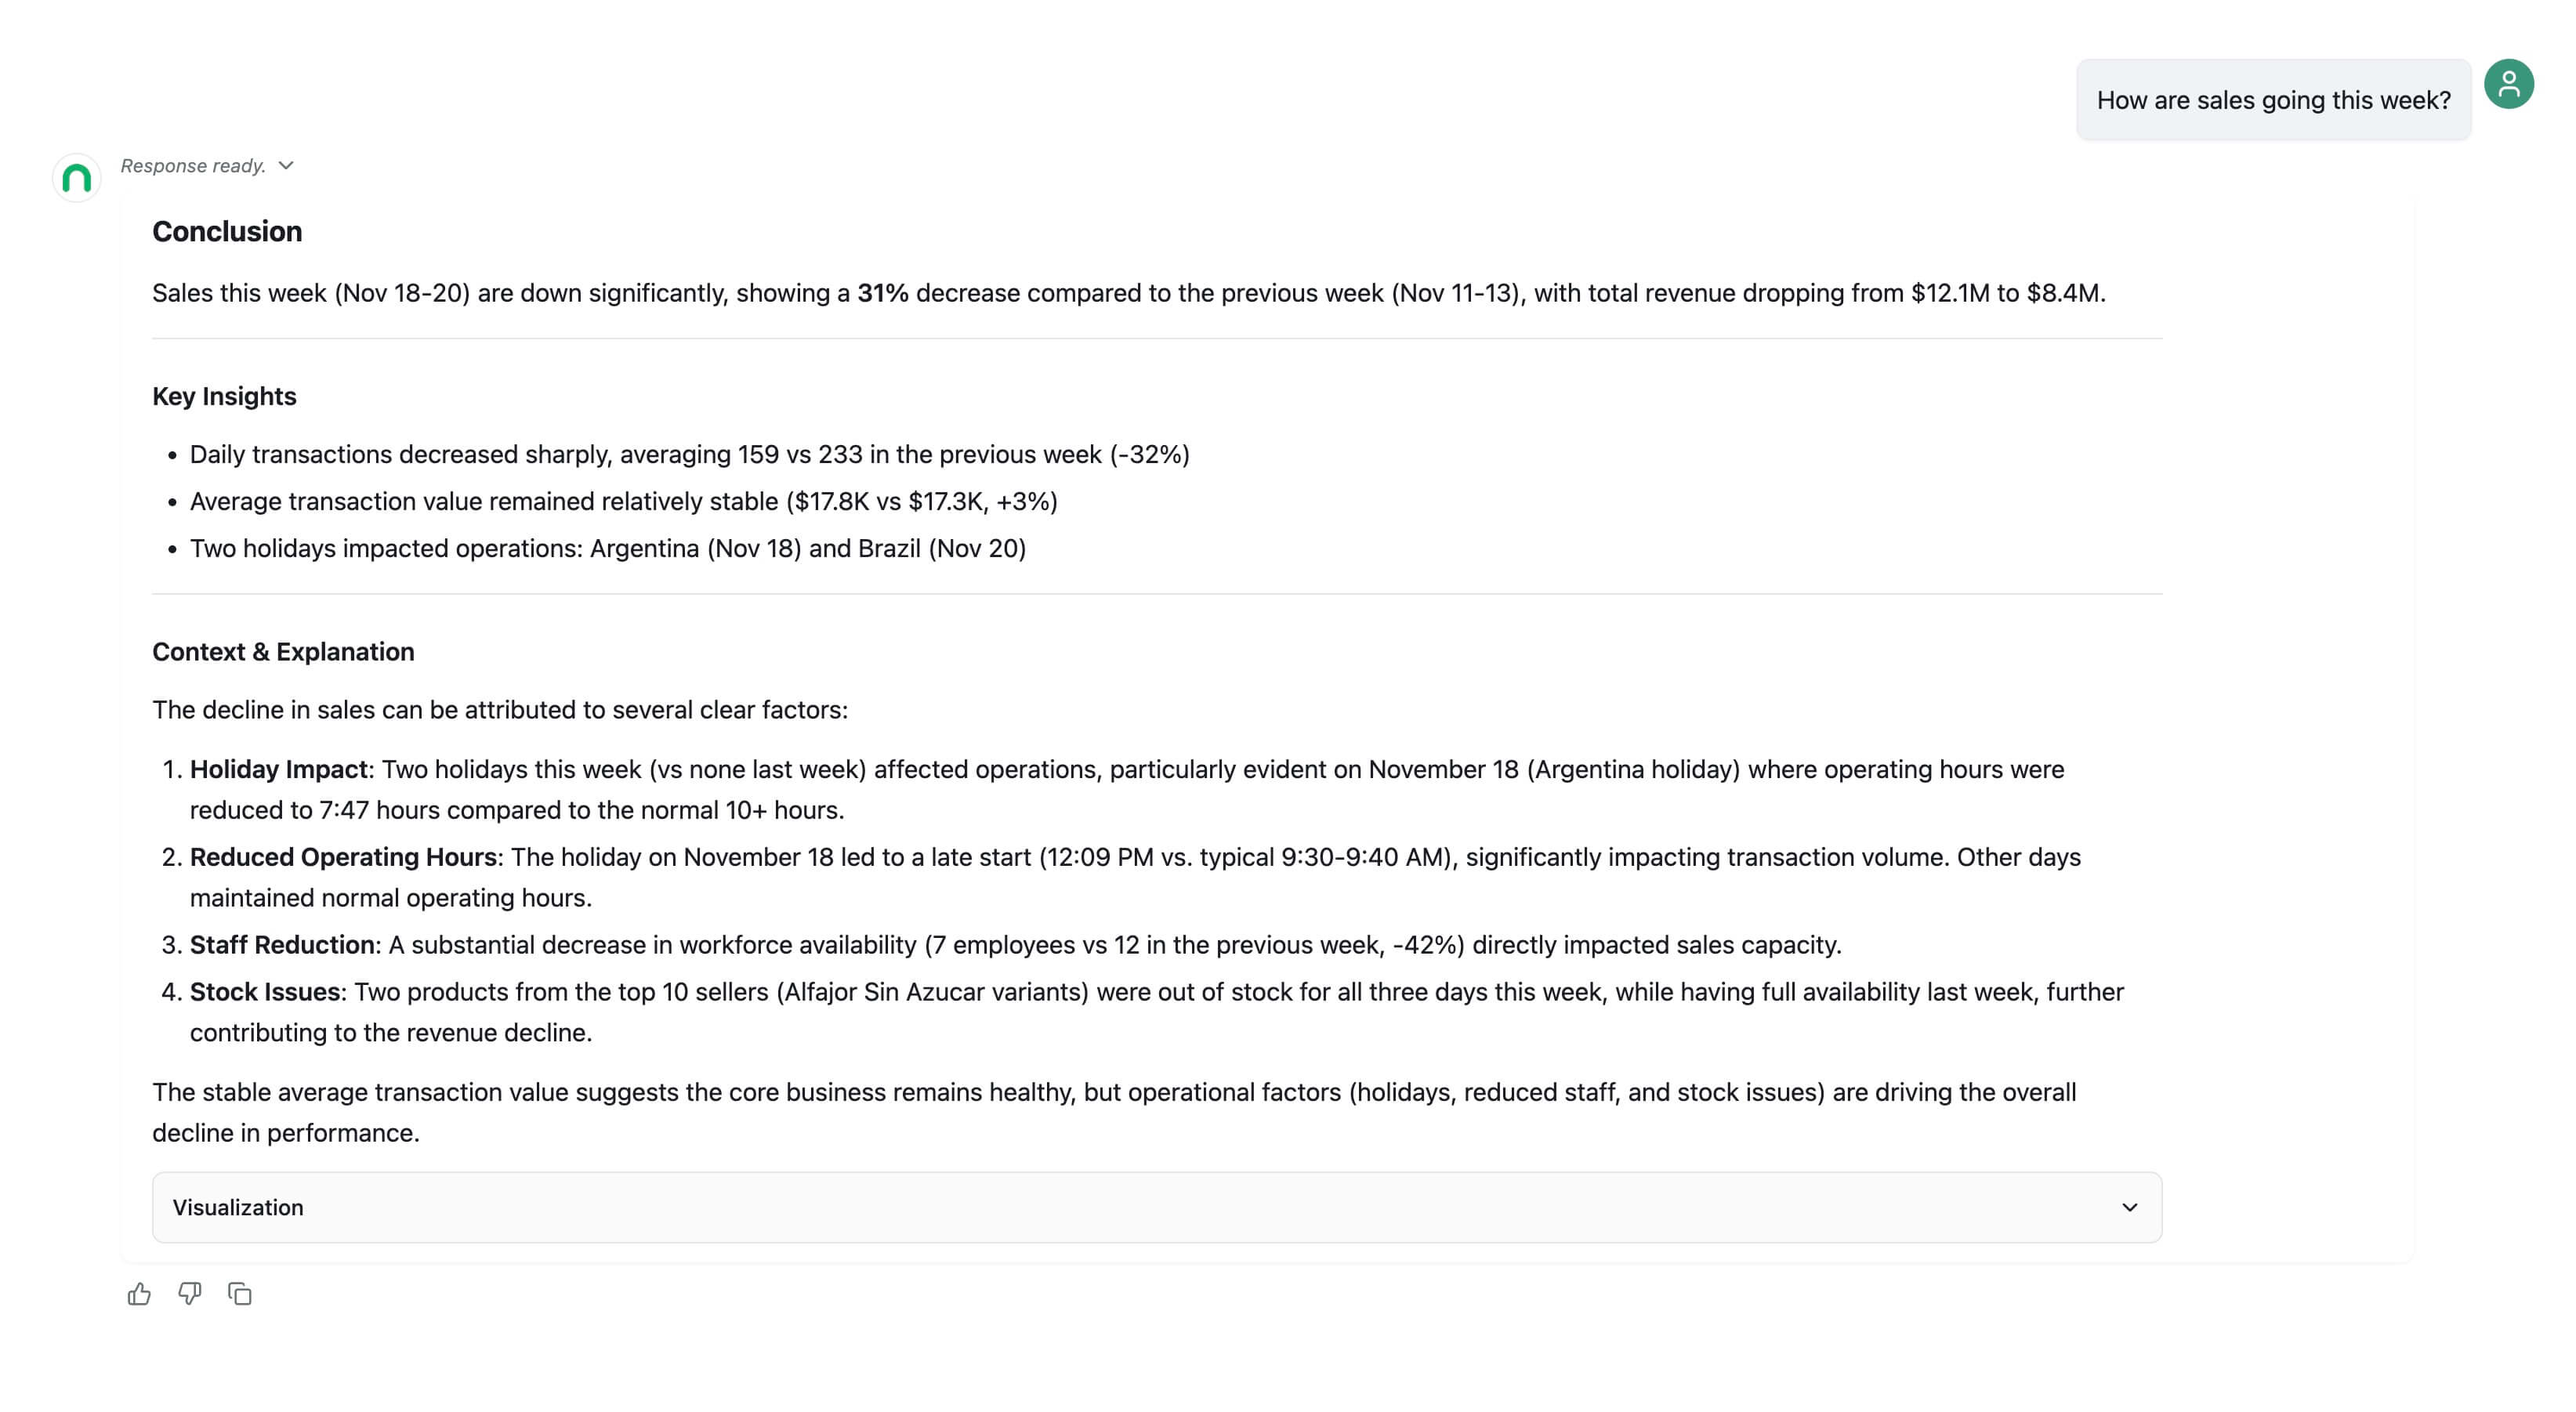 How are sales going this week?
Response ready.
Conclusion
Sales this week (Nov 18-20) are down significantly, showing a 31% decrease compared to the previous week (Nov 11-13), with total revenue dropping from $12.1M to $8.4M.
Key Insights
• Daily transactions decreased sharply, averaging 159 vs 233 in the previous week (-32%)
• Average transaction value remained relatively stable ($17.8K vs $17.3K, +3%)
• Two holidays impacted operations: Argentina (Nov 18) and Brazil (Nov 20)
Context & Explanation
The decline in sales can be attributed to several clear factors:
1. Holiday Impact: Two holidays this week (vs none last week) affected operations, particularly evident on November 18 (Argentina holiday) where operating hours were
reduced to 7:47 hours compared to the normal 10+ hours.
2. Reduced Operating Hours: The holiday on November 18 led to a late start (12:09 PM vs. typical 9:30-9:40 AM), significantly impacting transaction volume. Other days
maintained normal operating hours.
3. Staff Reduction: A substantial decrease in workforce availability (7 employees vs 12 in the previous week, -42%) directly impacted sales capacity.
4. Stock Issues: Two products from the top 10 sellers (Alfajor Sin Azucar variants) were out of stock for all three days this week, while having full availability last week, further
contributing to the revenue decline.
The stable average transaction value suggests the core business remains healthy, but operational factors (holidays, reduced staff, and stock issues) are driving the overall
decline in performance.
Visualization